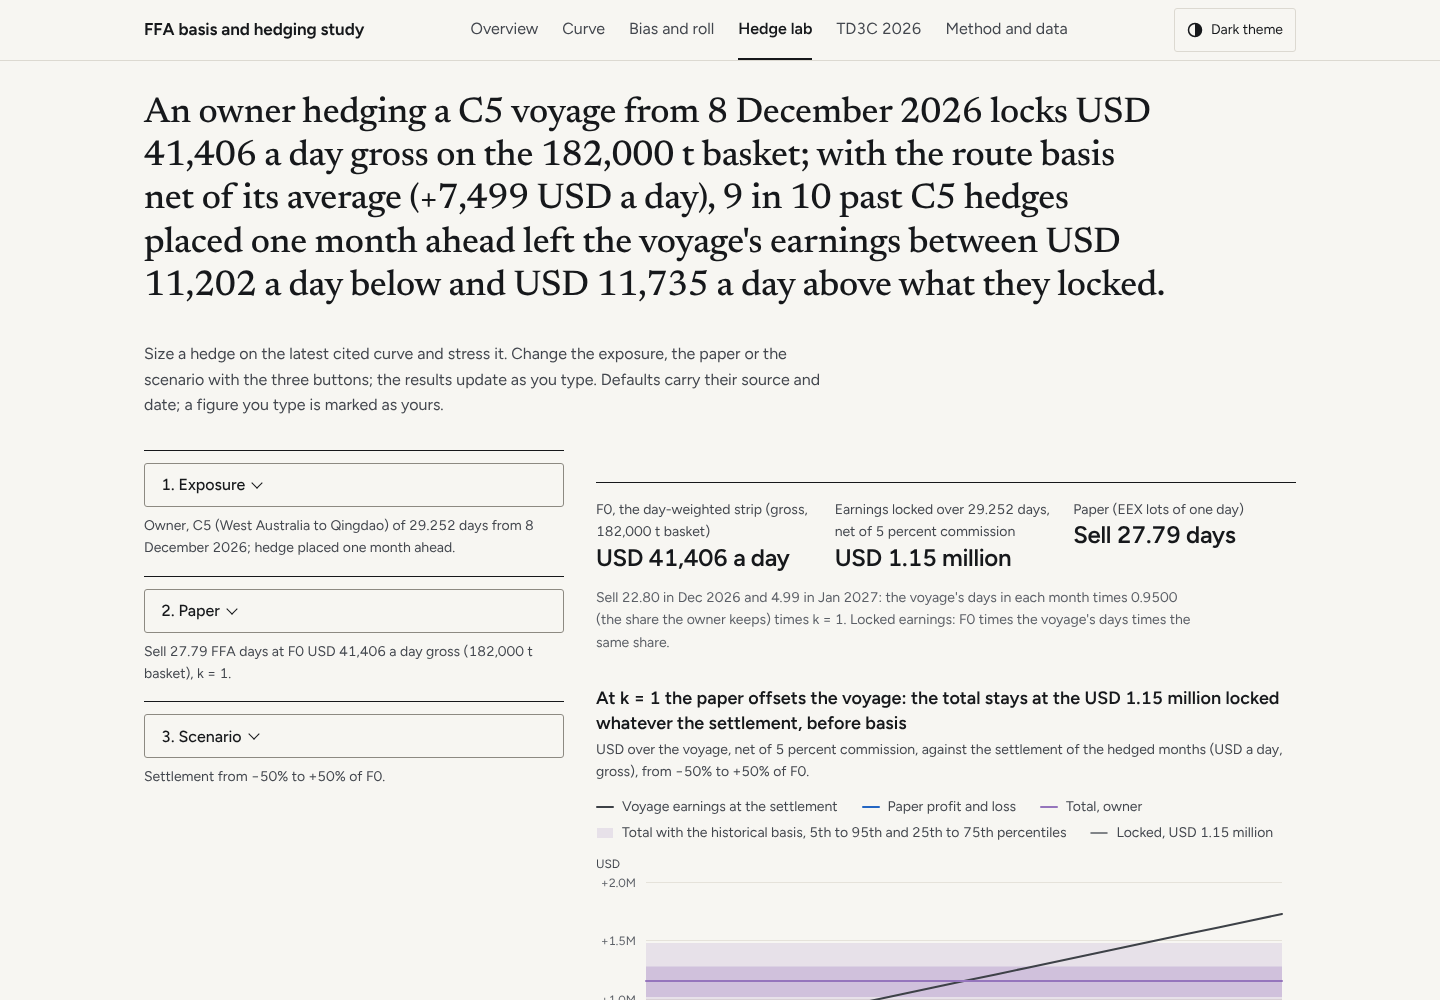 FFA basis and hedging study
Overview
Curve
Bias and roll
Hedge lab
TD3C 2026
Method and data
Dark theme
An owner hedging a C5 voyage from 8 December 2026 locks USD
41,406 a day gross on the 182,000 t basket; with the route basis
net of its average (+7,499 USD a day), 9 in 10 past C5 hedges
placed one month ahead left the voyage's earnings between USD
11,202 a day below and USD 11,735 a day above what they locked.
Size a hedge on the latest cited curve and stress it. Change the exposure, the paper or the
scenario with the three buttons; the results update as you type. Defaults carry their source and
date; a figure you type is marked as yours.
1. Exposure
Owner, C5 (West Australia to Qingdao) of 29.252 days from 8
December 2026; hedge placed one month ahead.
2. Paper
Sell 27.79 FFA days at F0 USD 41,406 a day gross (182,000 t
basket), k = 1.
3. Scenario
Settlement from −50% to +50% of F0.
F0, the day-weighted strip (gross,
182,000 t basket)
USD 41,406 a day
Earnings locked over 29.252 days,
net of 5 percent commission
USD 1.15 million
Paper (EEX lots of one day)
Sell 27.79 days
Sell 22.80 in Dec 2026 and 4.99 in Jan 2027: the voyage's days in each month times 0.9500
(the share the owner keeps) times k = 1. Locked earnings: F0 times the voyage's days times the
same share.
At k = 1 the paper offsets the voyage: the total stays at the USD 1.15 million locked
whatever the settlement, before basis
USD over the voyage, net of 5 percent commission, against the settlement of the hedged months (USD a day,
gross), from −50% to +50% of F0.
Voyage earnings at the settlement
Paper profit and loss
Total, owner
Total with the historical basis, 5th to 95th and 25th to 75th percentiles
Locked, USD 1.15 million
USD
+2.0M
+1.5M
+1.0M